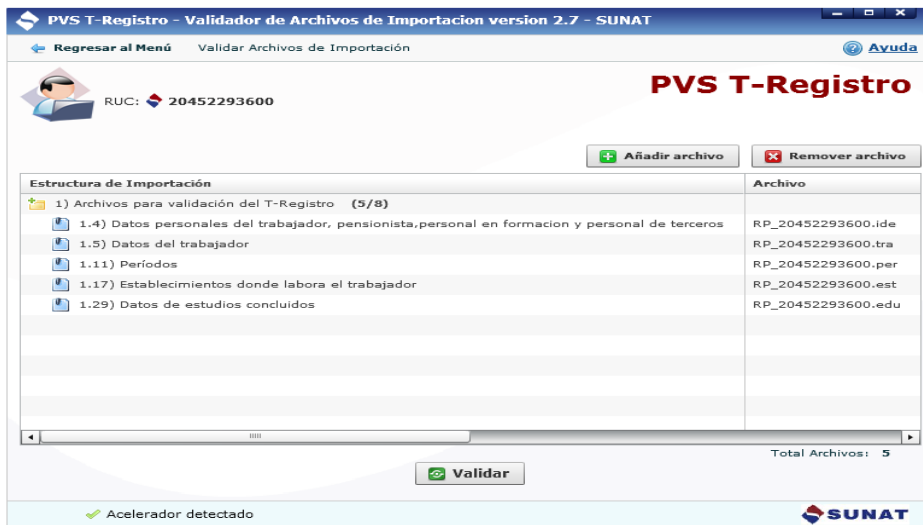 PVS T-Registro - Validador de Archivos de Importacion version 2.7 - SUNAT
Regresar al Menú Validar Archivos de Importación Ayuda
PVS T-Registro
RUC: 20452293600
Añadir archivo Remover archivo
Estructura de Importación Archivo
1) Archivos para validación del T-Registro (5/8)
1.4) Datos personales del trabajador, pensionista,personal en formacion y personal de terceros RP_20452293600.ide
1.5) Datos del trabajador RP_20452293600.tra
1.11) Períodos RP_20452293600.per
1.17) Establecimientos donde labora el trabajador RP_20452293600.est
1.29) Datos de estudios concluidos RP_20452293600.edu
Total Archivos: 5
Validar
Acelerador detectado SUNAT